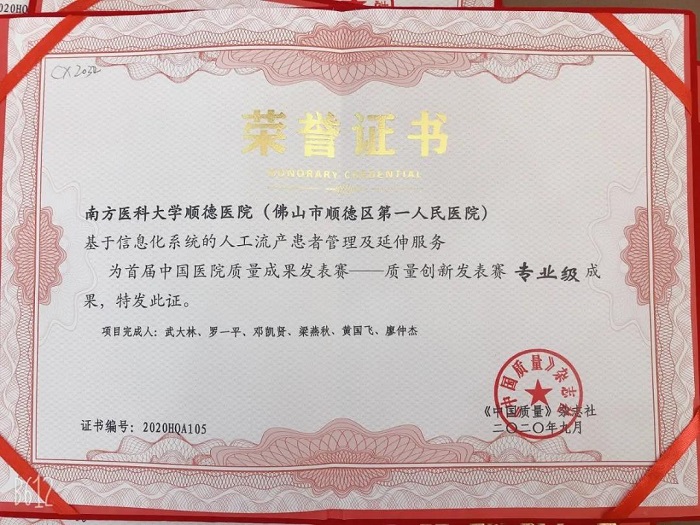 2020HQ
CX2032
荣誉证书
HONORARY CREDENTIAL
南方医科大学顺德医院（佛山市顺德区第一人民医院）
基于信息化系统的人工流产患者管理及延伸服务
为首届中国医院质量成果发表赛——质量创新发表赛 专业级 成
果，特发此证。
项目完成人：武大林、罗一平、邓凯贤、梁燕秋、黄国飞、廖仲杰
《中国质量》杂志社
证书编号：2020HQA105
《中国质量》杂志社
二〇二〇年九月
B612